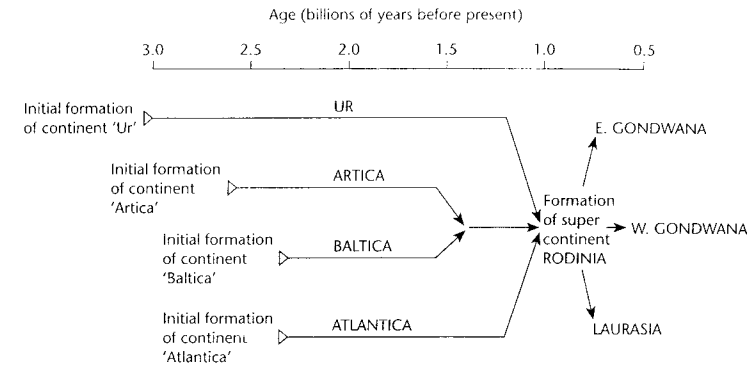 Age (billions of years before present)
3.0 2.5 2.0 1.5 1.0 0.5
Initial formation
of continent 'Ur'
UR
E. GONDWANA
Initial formation
of continent
'Artica'
ARTICA
Formation
of super
continent
RODINIA
W. GONDWANA
Initial formation
of continent
'Baltica'
BALTICA
Initial formation
of continent
'Atlantica'
ATLANTICA
LAURASIA